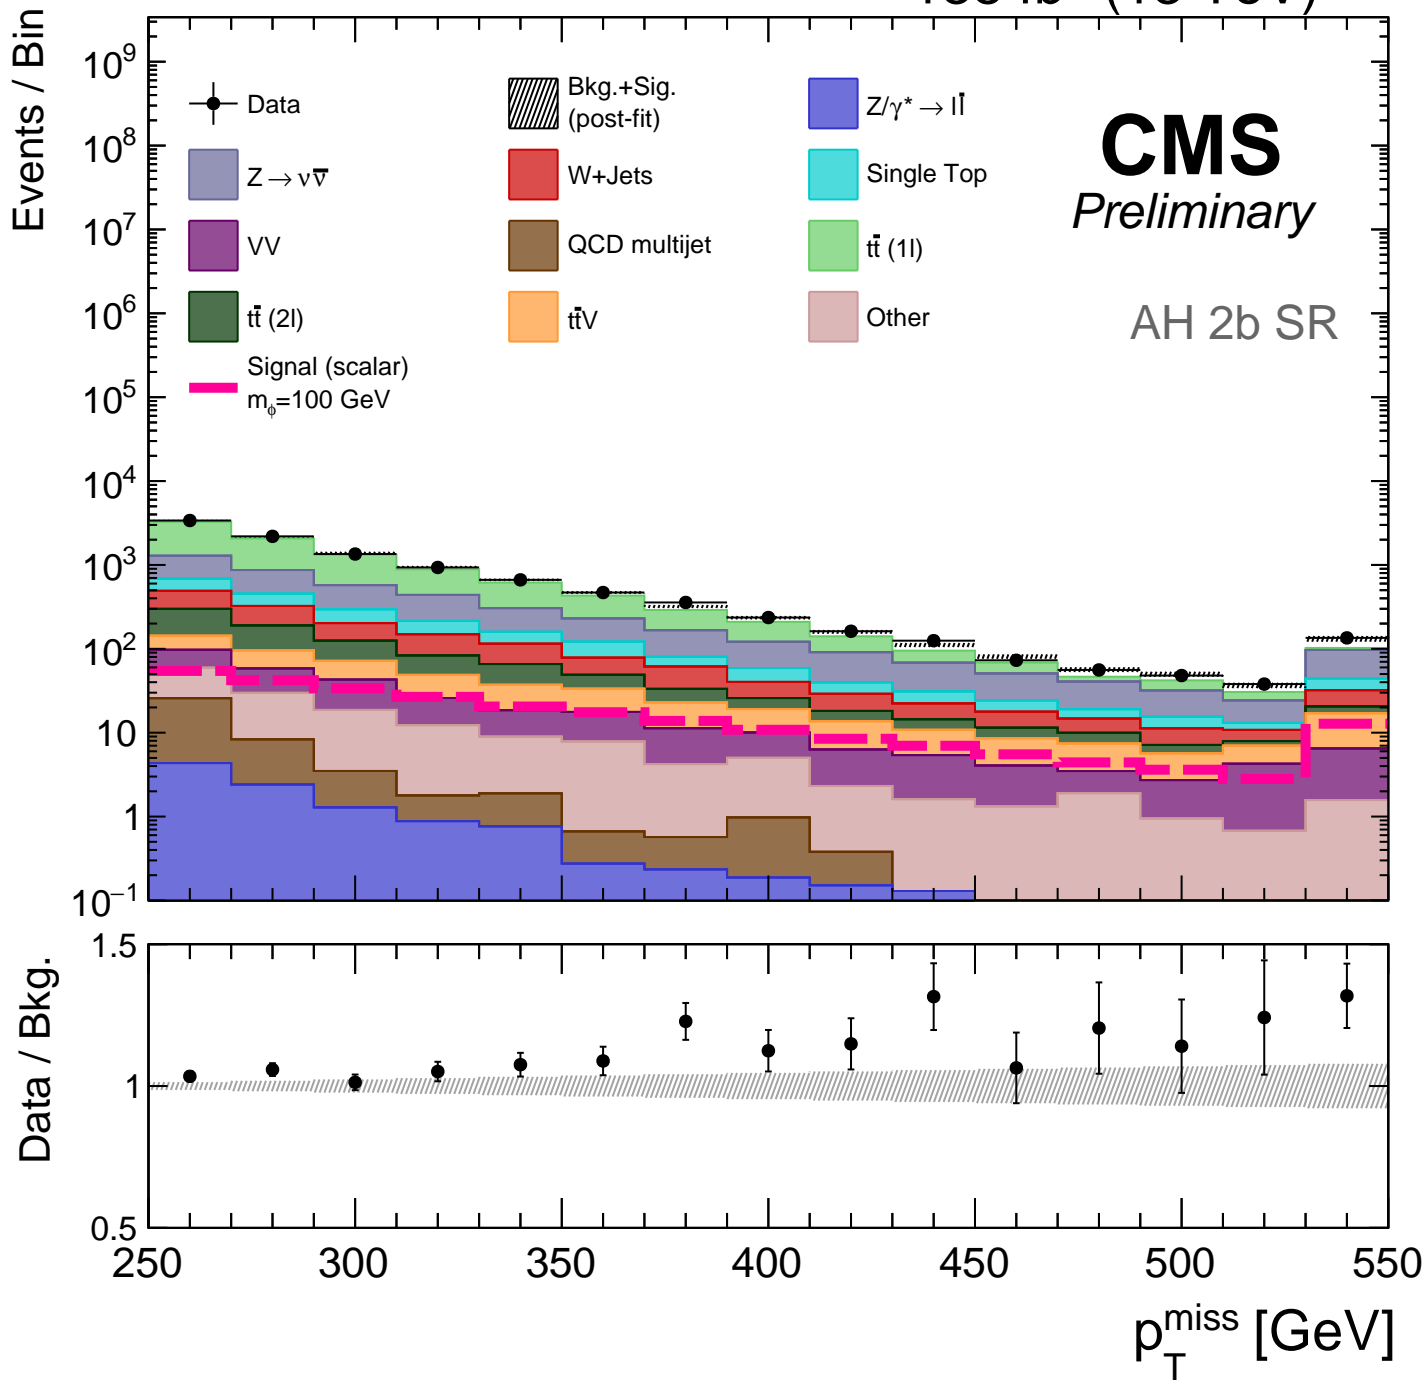 Events / Bin
10⁹
10⁸
10⁷
10⁶
10⁵
10⁴
10³
10²
10
1
10⁻¹
Data
Bkg.+Sig.
(post-fit)
Z/γ* → ll̄
Z → νν̄
W+Jets
Single Top
VV
QCD multijet
tt̄ (1l)
tt̄ (2l)
tt̄V
Other
Signal (scalar)
m_ϕ=100 GeV
CMS
Preliminary
AH 2b SR
Data / Bkg.
1.5
1
0.5
250 300 350 400 450 500 550
p_T^miss [GeV]